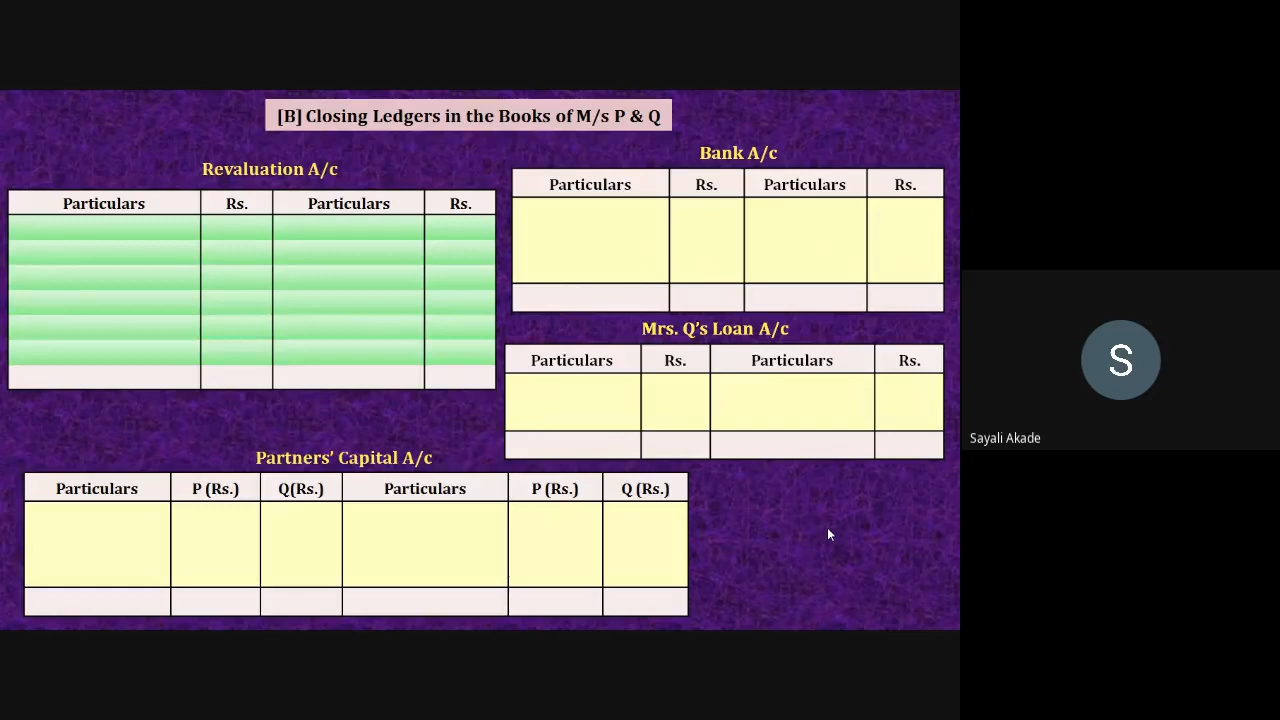 [B] Closing Ledgers in the Books of M/s P & Q
Revaluation A/c
Particulars Rs. Particulars Rs.
Bank A/c
Particulars Rs. Particulars Rs.
Mrs. Q's Loan A/c
Particulars Rs. Particulars Rs.
Partners' Capital A/c
Particulars P (Rs.) Q(Rs.) Particulars P (Rs.) Q (Rs.)
S
Sayali Akade